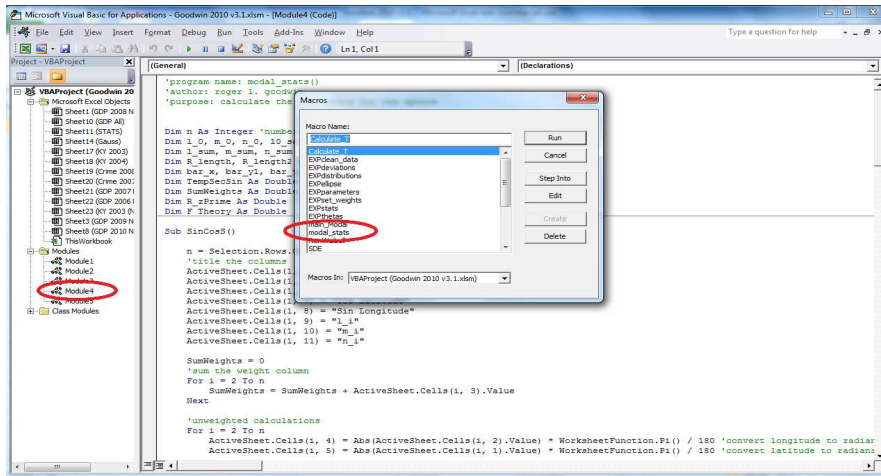 Microsoft Visual Basic for Applications - Goodwin 2010 v3.1.xlsm - [Module4 (Code)]
File Edit View Insert Format Debug Run Tools Add-Ins Window Help
Type a question for help
Ln 1, Col 1
Project - VBAProject
(General)
(Declarations)
VBAProject (Goodwin 20
Microsoft Excel Objects
Sheet1 (GDP 2008 N
Sheet10 (GDP All)
Sheet11 (STATS)
Sheet14 (Gauss)
Sheet17 (KY 2003)
Sheet18 (KY 2004)
Sheet19 (Crime 2008
Sheet20 (Crime 2007
Sheet21 (GDP 2007
Sheet22 (GDP 2006
Sheet23 (KY 2003 (N
Sheet3 (GDP 2009 N
Sheet8 (GDP 2010 N
ThisWorkbook
Modules
Module1
Module2
Module4
Class Modules
'program name: modal_stats()
'author: roger l. goodw
'purpose: calculate the
Dim n As Integer 'numbe
Dim l_0, m_0, n_0, 10_s
Dim l_sum, m_sum, n_sum
Dim R_length, R_length2
Dim bar_x, bar_y1, bar_
Dim TempSecSin As Double
Dim SumWeights As Double
Dim R_zPrime As Double
Dim F_Theory As Double
Sub SinCosS()
n = Selection.Rows.
'title the columns
ActiveSheet.Cells(1,
ActiveSheet.Cells(1,
ActiveSheet.Cells(1,
ActiveSheet.Cells(1,
ActiveSheet.Cells(1,
ActiveSheet.Cells(1, 8) = "Sin Longitude"
ActiveSheet.Cells(1, 9) = "l_i"
ActiveSheet.Cells(1, 10) = "m_i"
ActiveSheet.Cells(1, 11) = "n_i"
SumWeights = 0
'sum the weight column
For i = 2 To n
SumWeights = SumWeights + ActiveSheet.Cells(i, 3).Value
Next
'unweighted calculations
For i = 2 To n
ActiveSheet.Cells(i, 4) = Abs(ActiveSheet.Cells(i, 2).Value) * WorksheetFunction.Pi() / 180 'convert longitude to radian
ActiveSheet.Cells(i, 5) = Abs(ActiveSheet.Cells(i, 1).Value) * WorksheetFunction.Pi() / 180 'convert latitude to radians
Macros
Macro Name:
Calculate_T
Calculate_T
EXPclean_data
EXPdeviations
EXPdistributions
EXPellipse
EXPparameters
EXPset_weights
EXPstats
EXPthetas
main_Modal
modal_stats
SDE
Run
Cancel
Step Into
Edit
Create
Delete
Macros In:
VBAProject (Goodwin 2010 v3.1.xlsm)